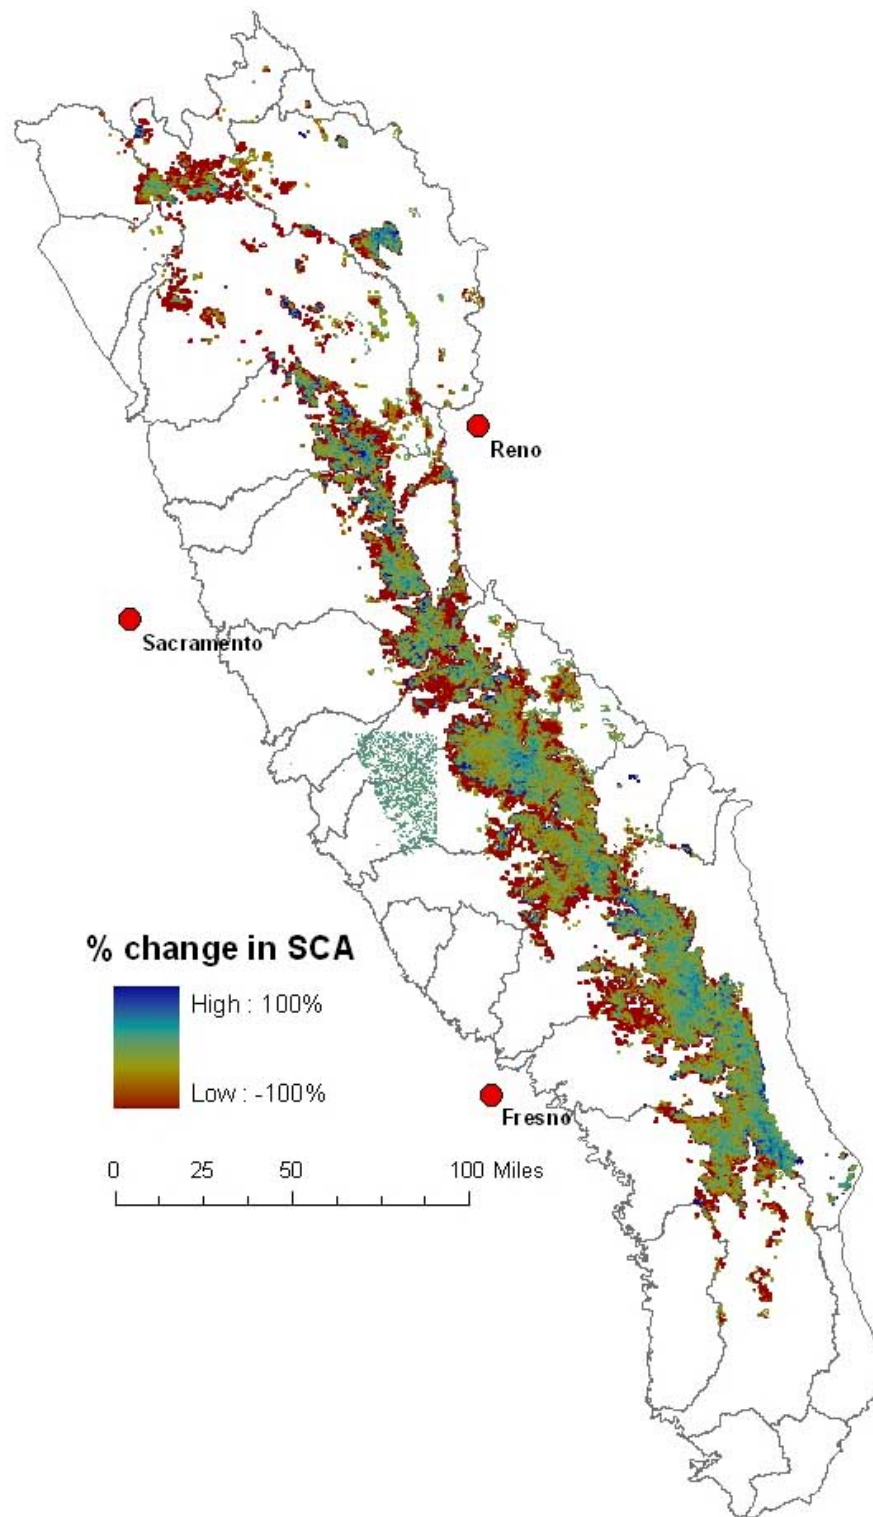 Reno
Sacramento
% change in SCA
High : 100%
Low : -100%
Fresno
0 25 50 100 Miles